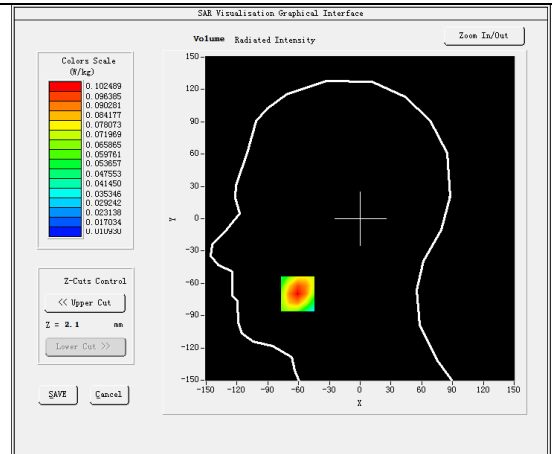 SAR Visualisation Graphical Interface
Volume Radiated Intensity
Zoom In/Out
Colors Scale
(W/kg)
0.102489
0.096385
0.090281
0.084177
0.078073
0.071969
0.065865
0.059761
0.053657
0.047553
0.041450
0.035346
0.029242
0.023138
0.017034
0.010930
Z-Cuts Control
<< Upper Cut
Z = 2.1 mm
Lower Cut >>
SAVE
Cancel
150
120
90
60
30
0
-30
-60
-90
-120
-150
Y
-150 -120 -90 -60 -30 0 30 60 90 120 150
X